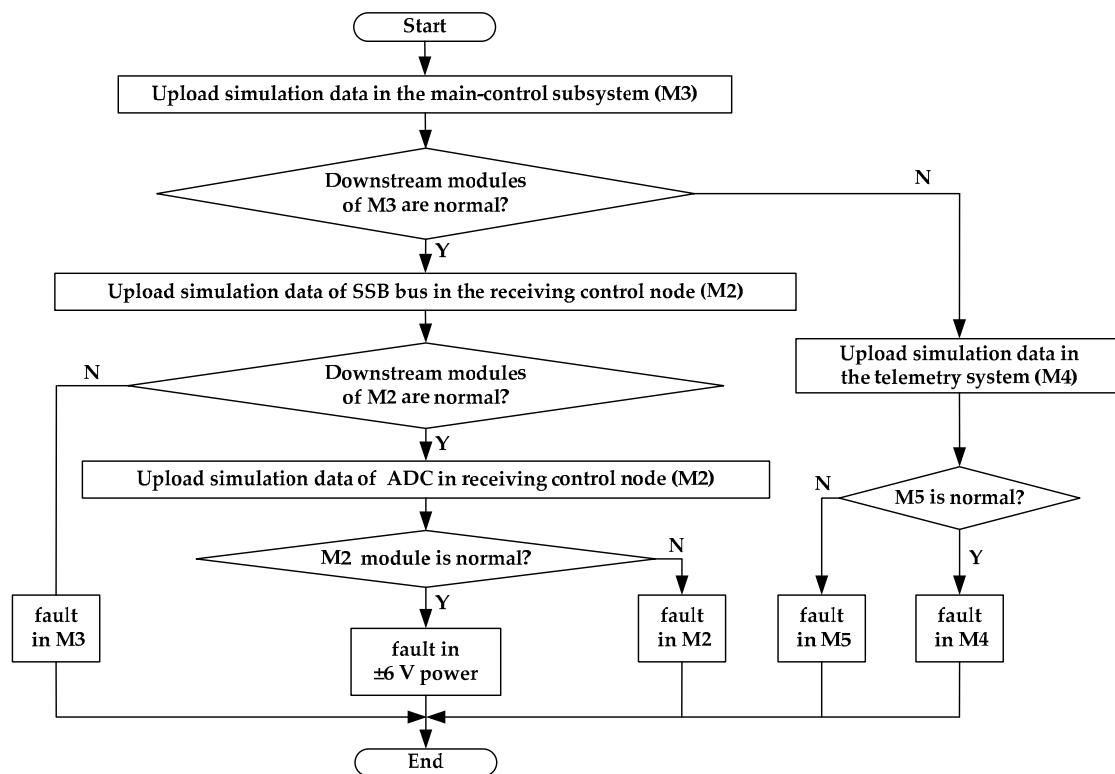 Start
Upload simulation data in the main-control subsystem (M3)
Downstream modules
of M3 are normal?
N
Y
Upload simulation data of SSB bus in the receiving control node (M2)
Downstream modules
of M2 are normal?
N
Y
Upload simulation data in
the telemetry system (M4)
Upload simulation data of ADC in receiving control node (M2)
M2 module is normal?
N
Y
M5 is normal?
N
Y
fault
in M3
fault in
±6 V power
fault
in M2
fault
in M5
fault
in M4
End